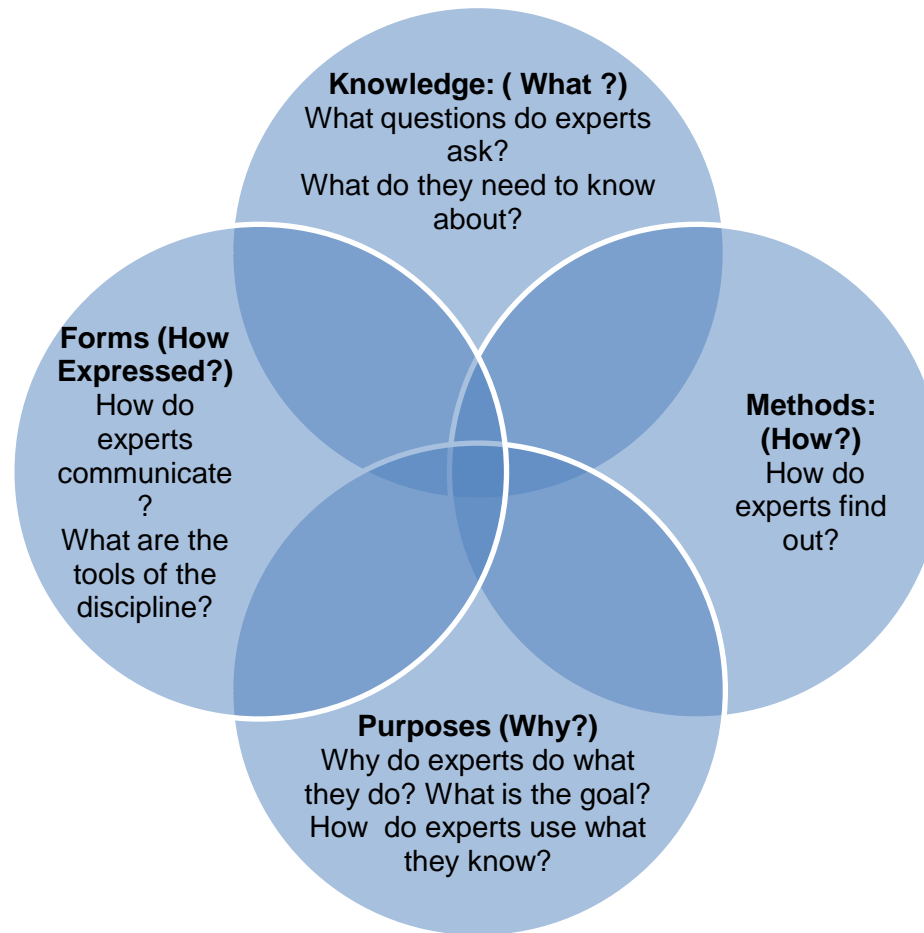 Knowledge: ( What ?)
What questions do experts
ask?
What do they need to know
about?
Forms (How
Expressed?)
How do
experts
communicate
?
What are the
tools of the
discipline?
Methods:
(How?)
How do
experts find
out?
Purposes (Why?)
Why do experts do what
they do? What is the goal?
How  do experts use what
they know?